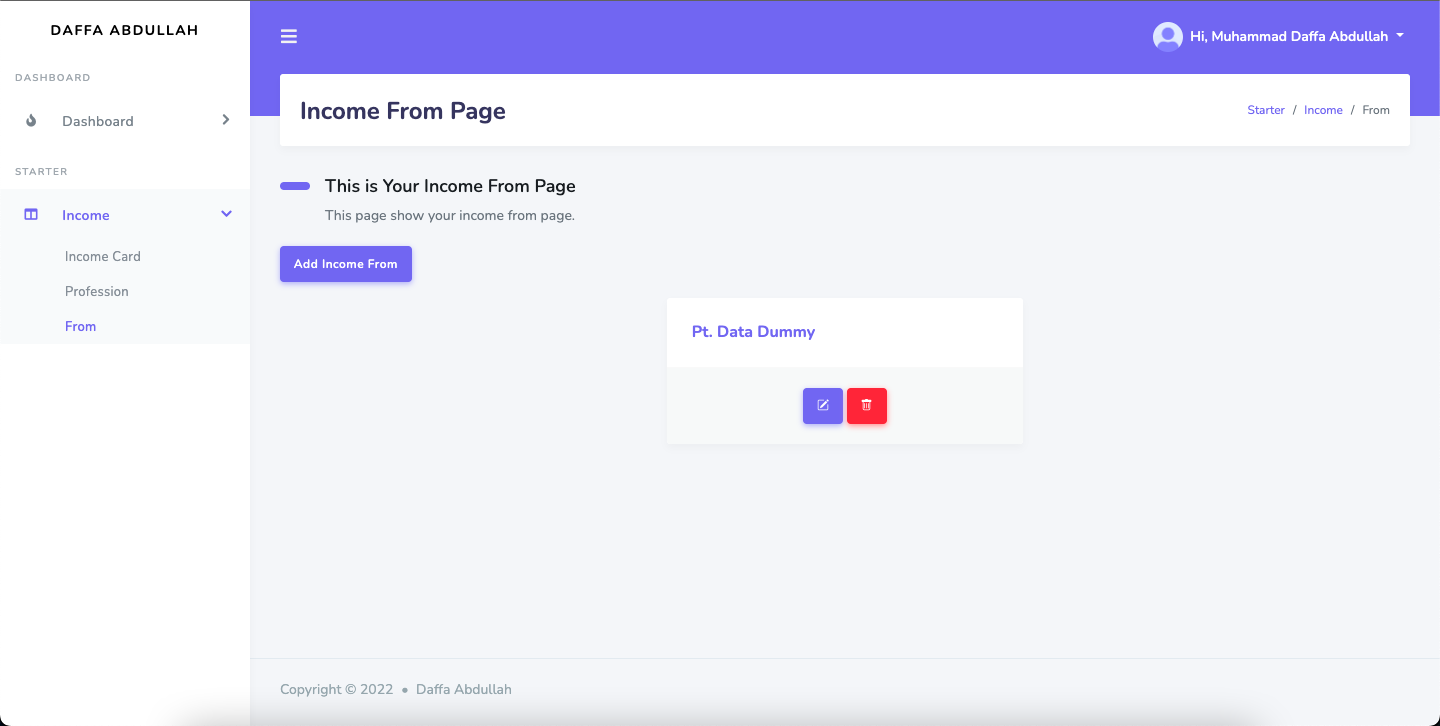 DAFFA ABDULLAH
DASHBOARD
Dashboard
STARTER
Income
Income Card
Profession
From
Hi, Muhammad Daffa Abdullah
Income From Page
Starter / Income / From
This is Your Income From Page
This page show your income from page.
Add Income From
Pt. Data Dummy
Copyright © 2022 • Daffa Abdullah